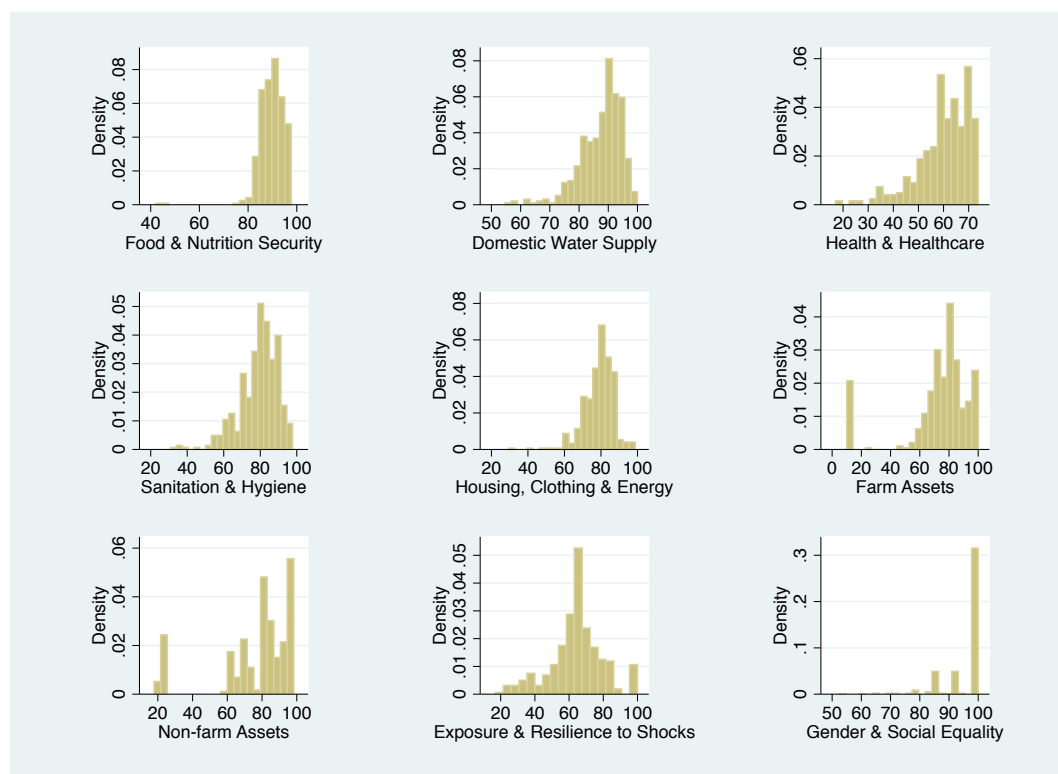 Density
0 .02 .04 .06 .08
40 60 80 100
Food & Nutrition Security
Density
0 .02 .04 .06 .08
50 60 70 80 90 100
Domestic Water Supply
Density
0 .02 .04 .06
20 30 40 50 60 70
Health & Healthcare
Density
0 .01 .02 .03 .04 .05
20 40 60 80 100
Sanitation & Hygiene
Density
0 .02 .04 .06 .08
20 40 60 80 100
Housing, Clothing & Energy
Density
0 .01 .02 .03 .04
0 20 40 60 80 100
Farm Assets
Density
0 .02 .04 .06
20 40 60 80 100
Non-farm Assets
Density
0 .01 .02 .03 .04 .05
20 40 60 80 100
Exposure & Resilience to Shocks
Density
0 .1 .2 .3
50 60 70 80 90 100
Gender & Social Equality